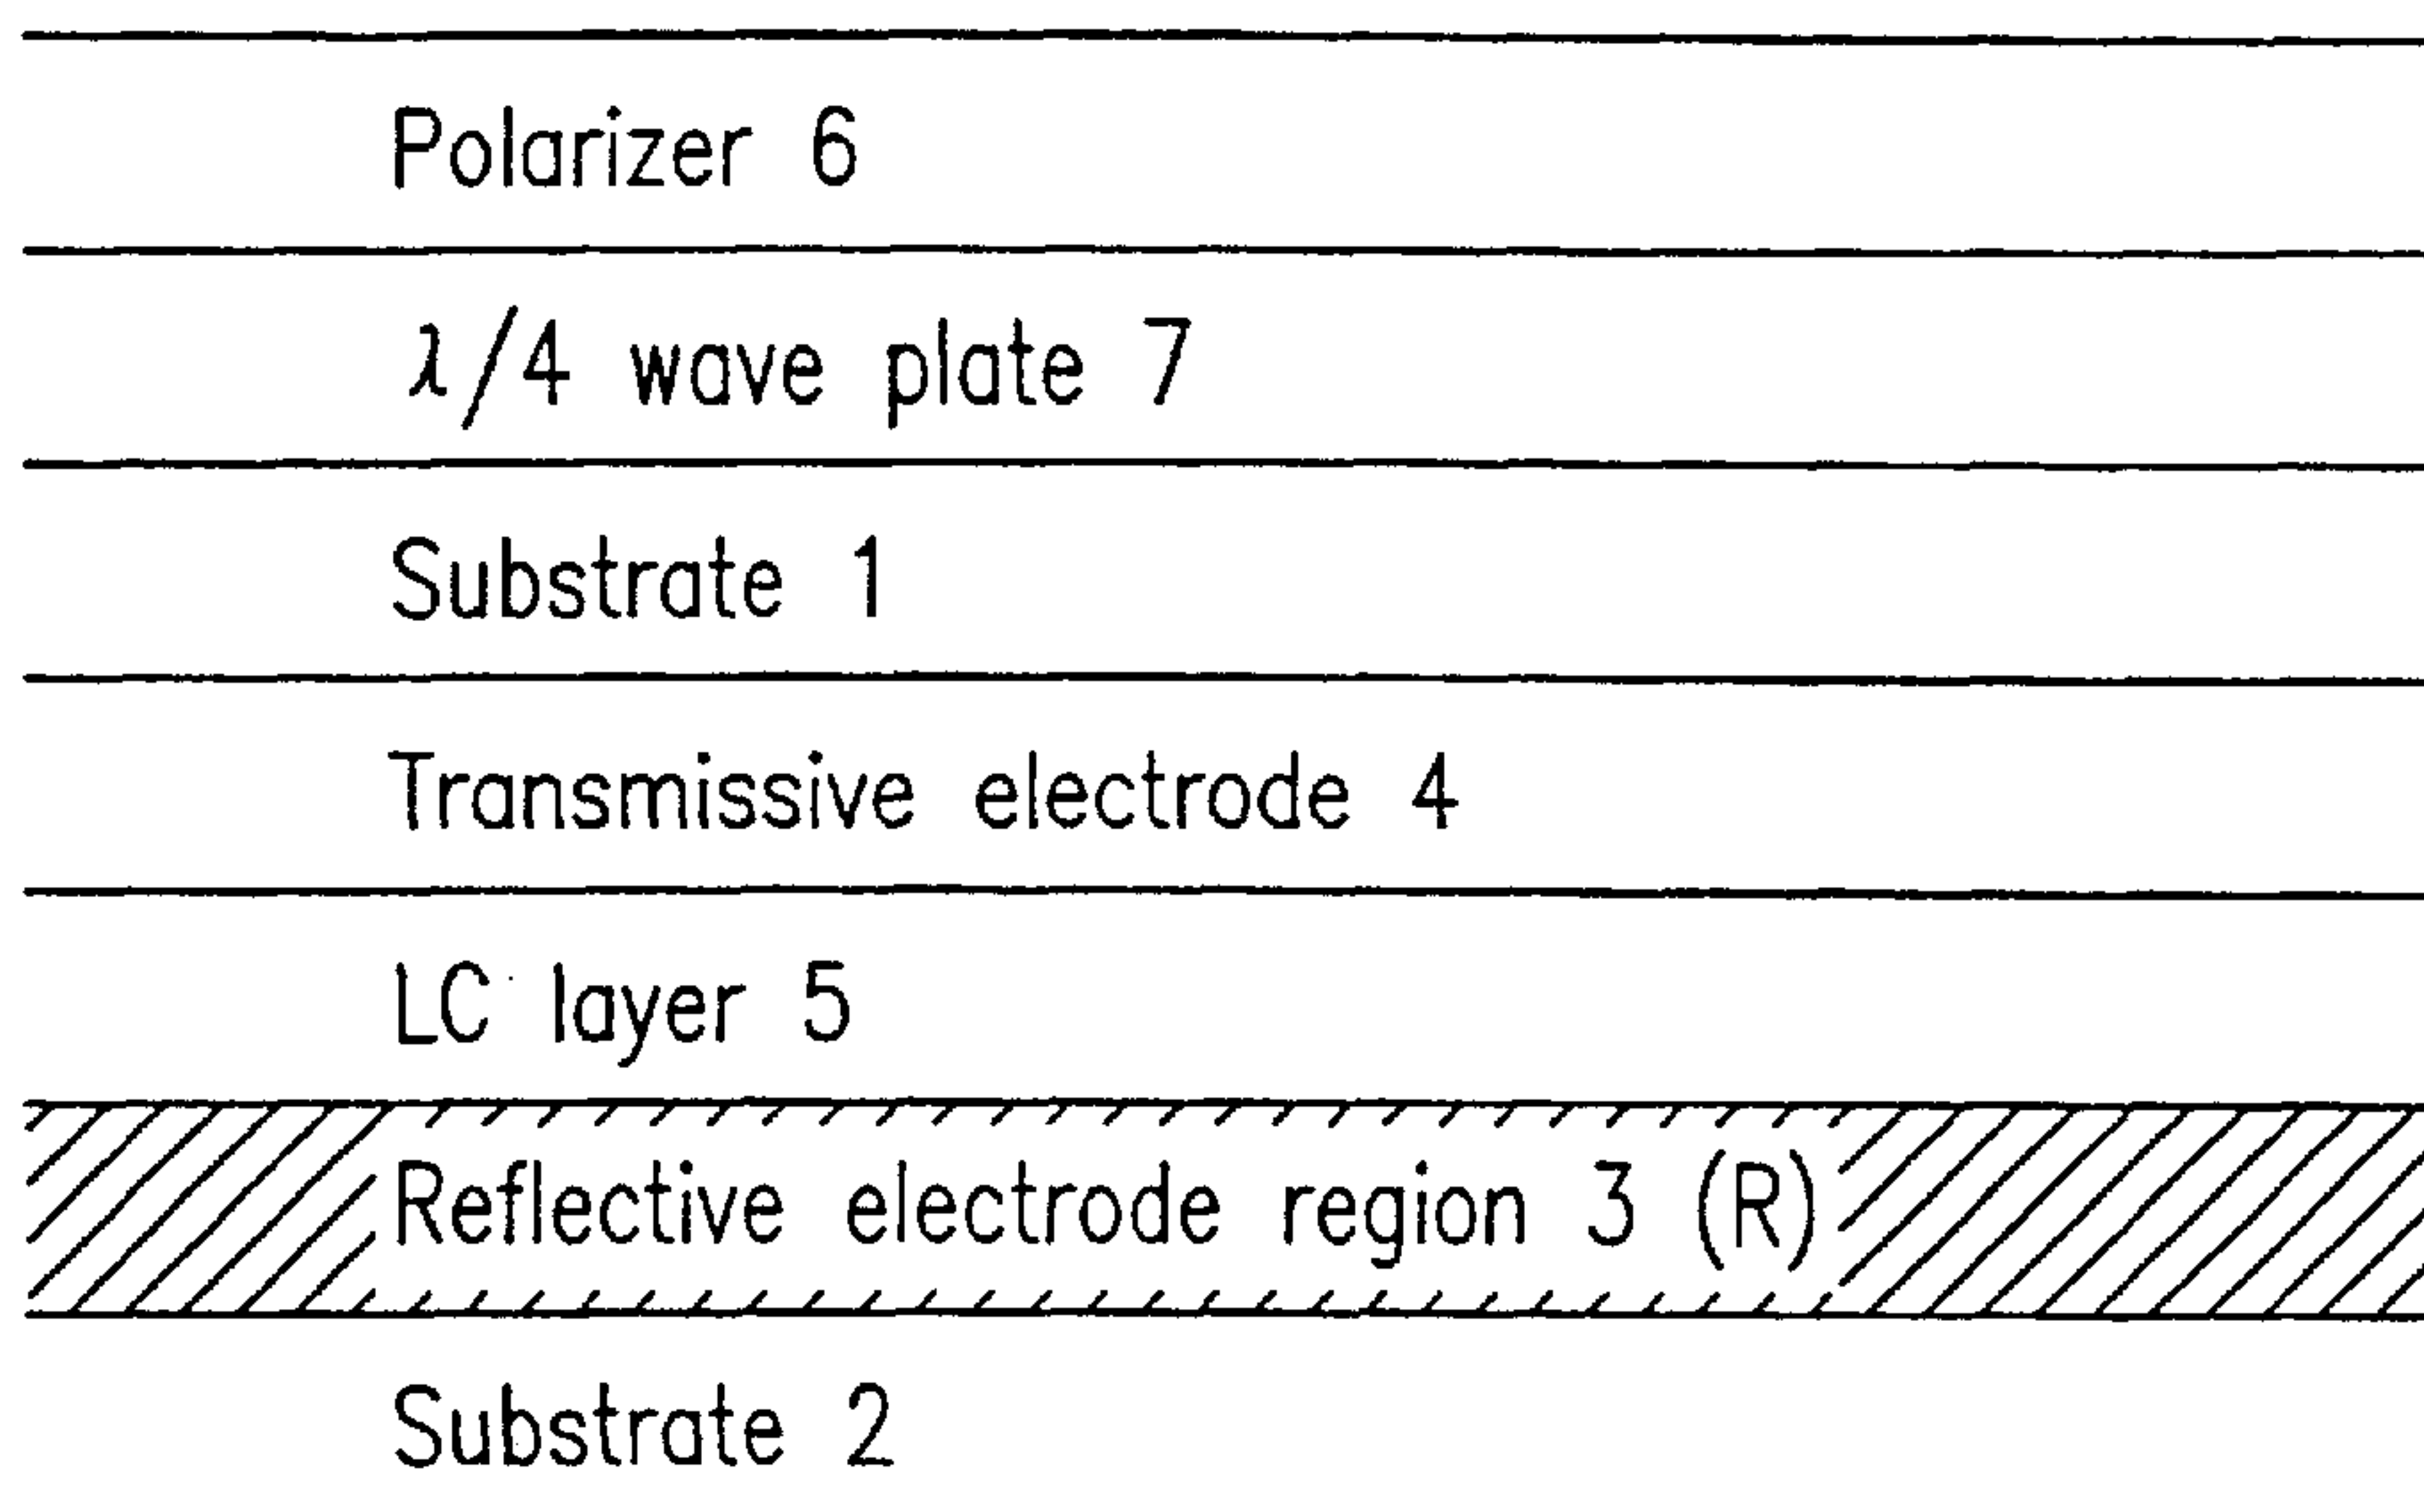 Polarizer 6
λ/4 wave plate 7
Substrate 1
Transmissive electrode 4
LC layer 5
Reflective electrode region 3 (R)
Substrate 2